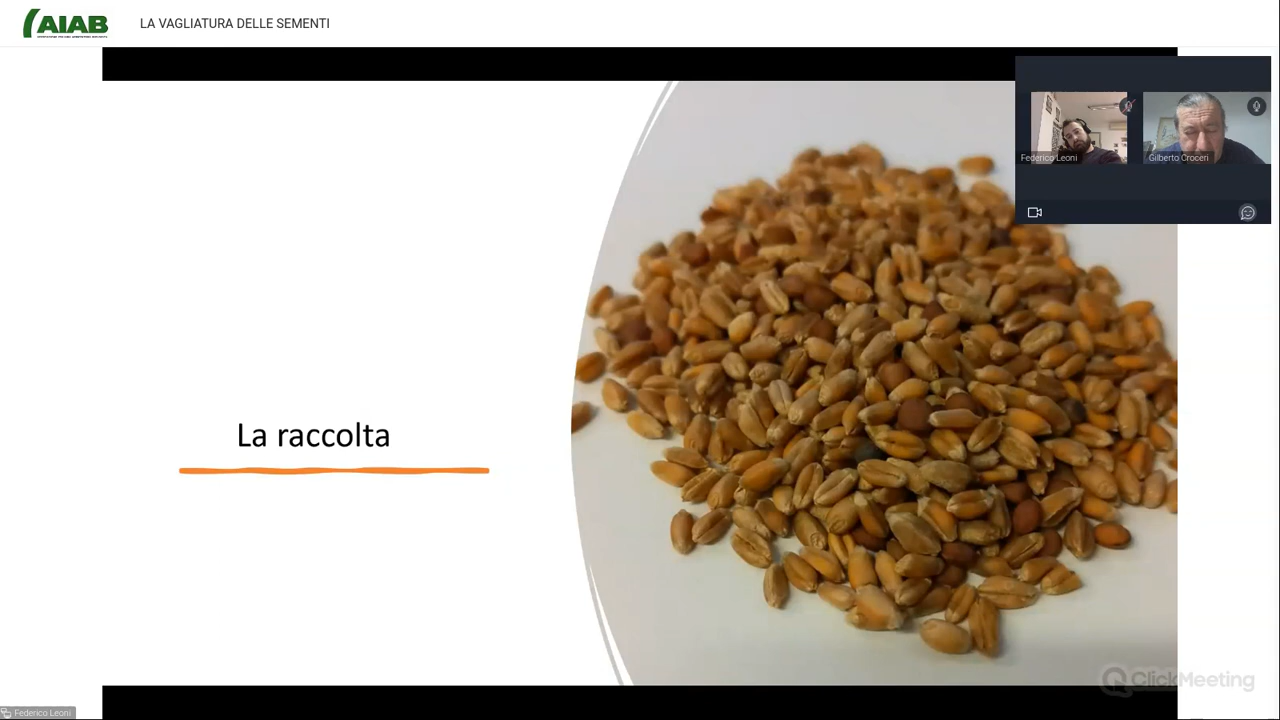 AIAB
LA VAGLIATURA DELLE SEMENTI
Federico Leoni
Gilberto Croceri
La raccolta
ClickMeeting
Federico Leoni